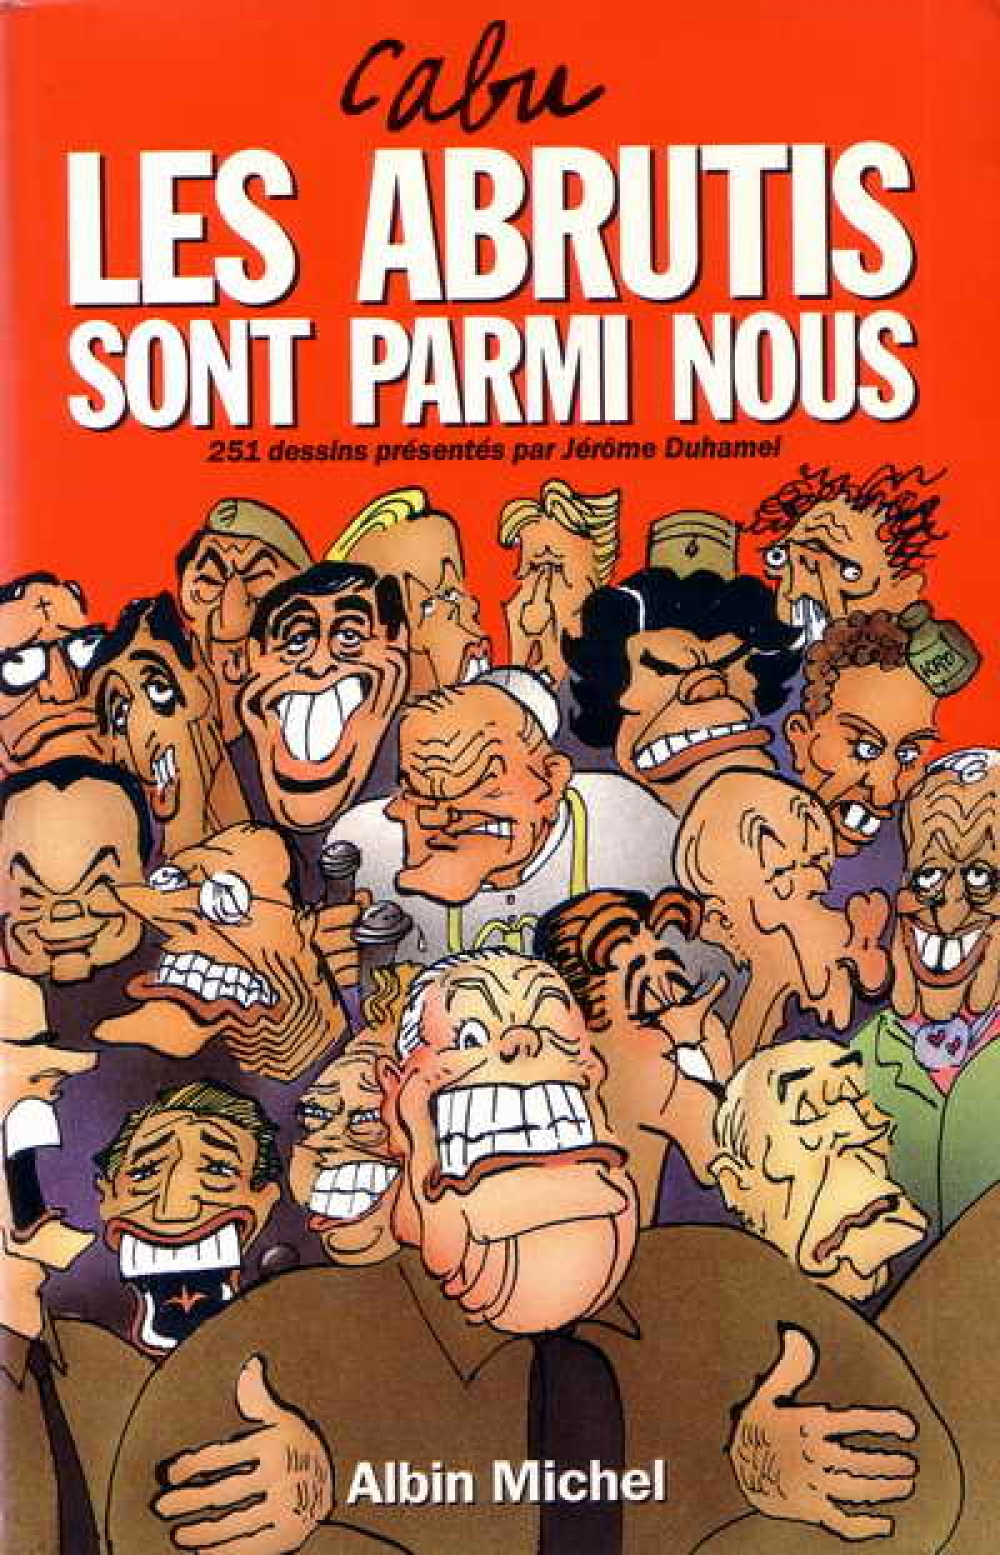 Cabu
LES ABRUTIS
SONT PARMI NOUS
251 dessins présentés par Jérôme Duhamel
Albin Michel